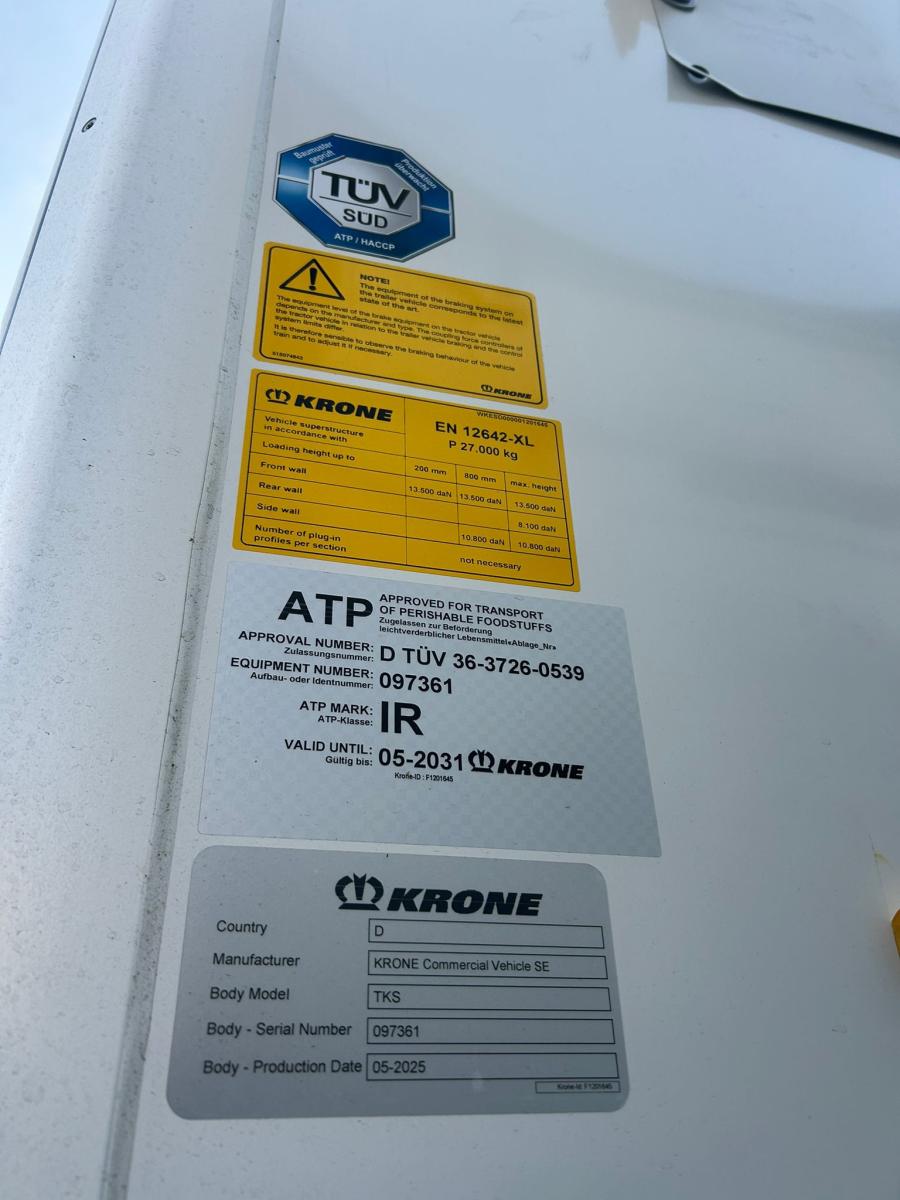 Baumuster
geprüft
Produktion
überwacht
TÜV
SÜD
ATP / HACCP
NOTE!
The equipment of the braking system on
the trailer vehicle corresponds to the latest
state of the art.
The equipment level of the brake equipment on the tractor vehicle
depends on the manufacturer and type. The coupling force controllers of
the tractor vehicle in relation to the trailer vehicle braking and the control
system limits differ.
It is therefore sensible to observe the braking behaviour of the vehicle
train and to adjust it if necessary.
KRONE
KRONE
WKESD000001201645
Vehicle superstructure
in accordance with
EN 12642-XL
P 27.000 kg
Loading height up to 200 mm 800 mm max. height
Front wall 13.500 daN 13.500 daN 13.500 daN
Rear wall 8.100 daN
Side wall 10.800 daN 10.800 daN
Number of plug-in
profiles per section
not necessary
ATP APPROVED FOR TRANSPORT
OF PERISHABLE FOODSTUFFS
Zugelassen zur Beförderung
leichtverderblicher Lebensmittel«Ablage_Nr»
APPROVAL NUMBER: D TÜV 36-3726-0539
Zulassungsnummer:
EQUIPMENT NUMBER: 097361
Aufbau- oder Identnummer:
ATP MARK: IR
ATP-Klasse:
VALID UNTIL: 05-2031 KRONE
Gültig bis:
Krone-ID : F1201645
KRONE
Country D
Manufacturer KRONE Commercial Vehicle SE
Body Model TKS
Body - Serial Number 097361
Body - Production Date 05-2025
Krone-Id: F1201645